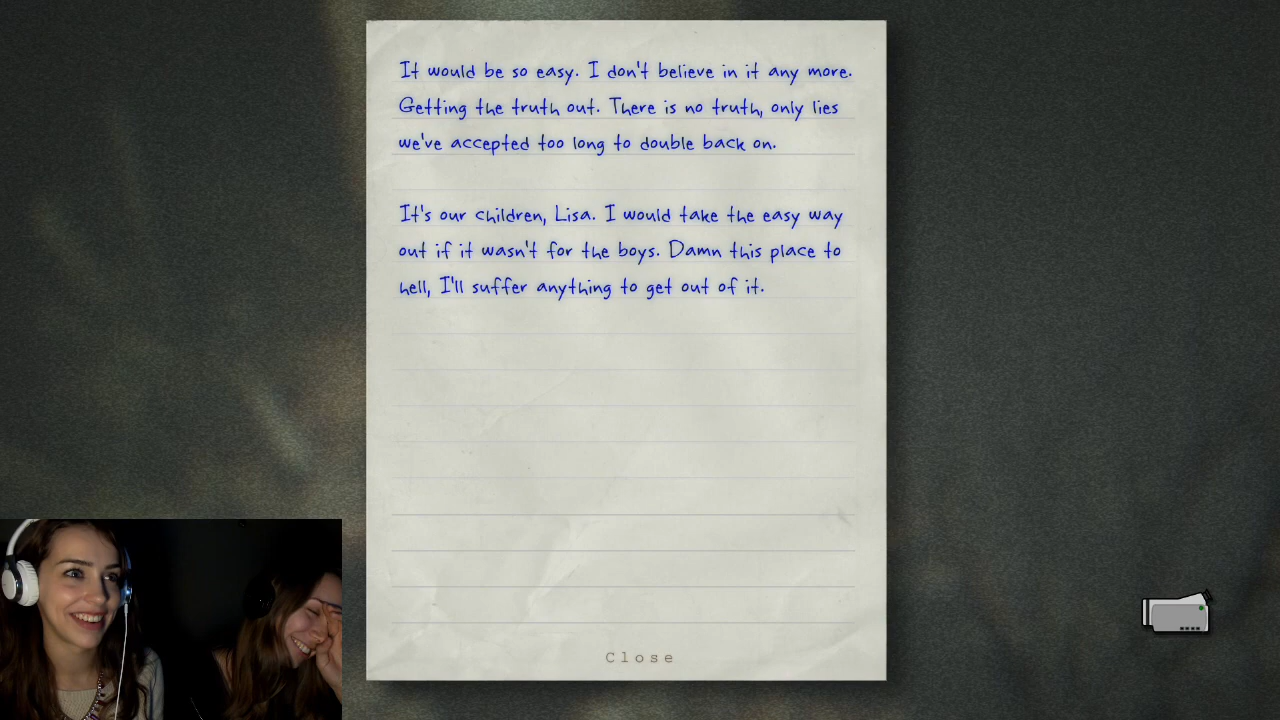 It would be so easy. I don't believe in it any more.
Getting the truth out. There is no truth, only lies
we've accepted too long to double back on.
It's our children, Lisa. I would take the easy way
out if it wasn't for the boys. Damn this place to
hell, I'll suffer anything to get out of it.
Close